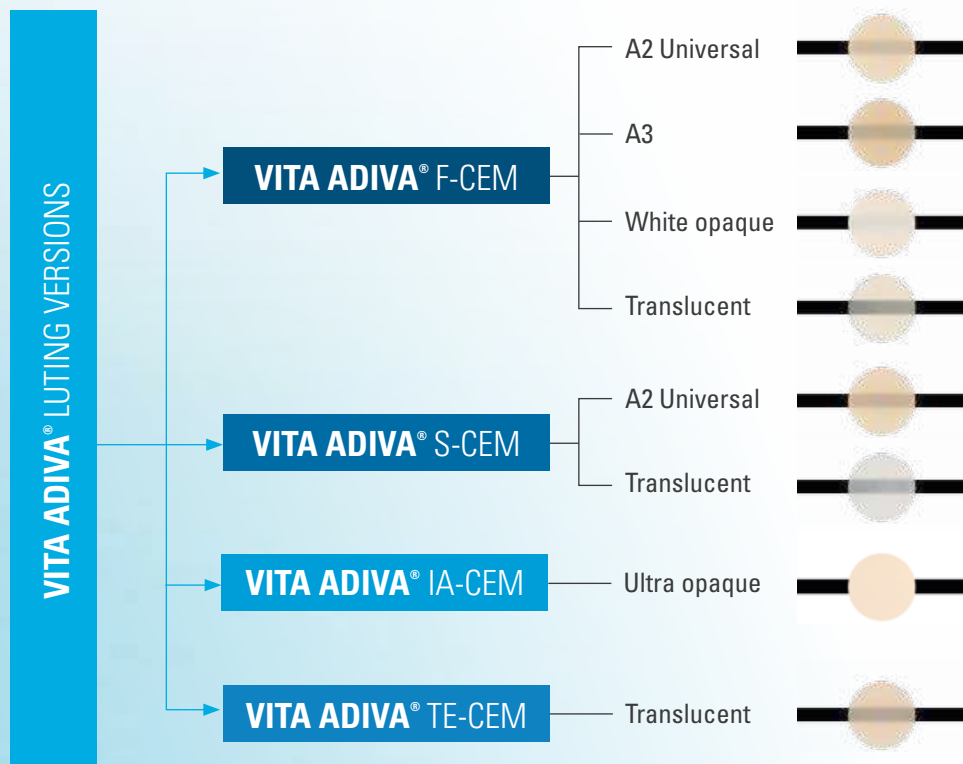 VITA ADIVA® LUTING VERSIONS
VITA ADIVA® F-CEM
A2 Universal
A3
White opaque
Translucent
VITA ADIVA® S-CEM
A2 Universal
Translucent
VITA ADIVA® IA-CEM
Ultra opaque
VITA ADIVA® TE-CEM
Translucent